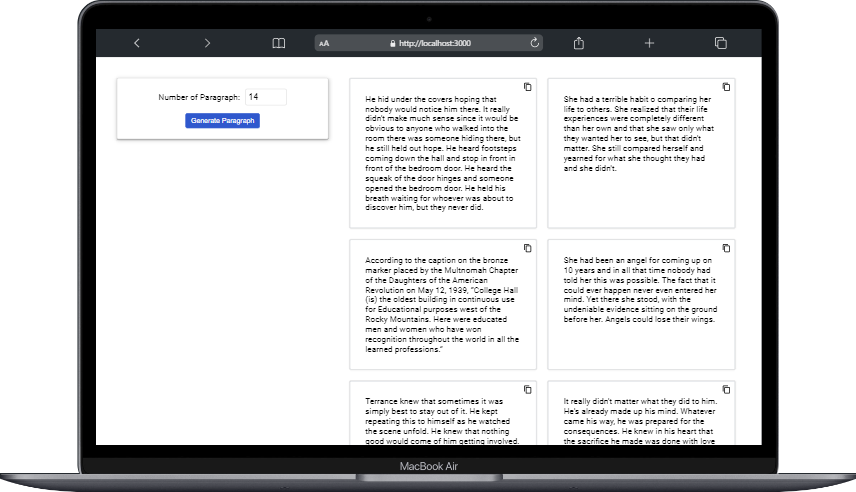 AA
http://localhost:3000
Number of Paragraph: 14
Generate Paragraph
He hid under the covers hoping that
nobody would notice him there. It really
didn't make much sense since it would be
obvious to anyone who walked into the
room there was someone hiding there, but
he still held out hope. He heard footsteps
coming down the hall and stop in front in
front of the bedroom door. He heard the
squeak of the door hinges and someone
opened the bedroom door. He held his
breath waiting for whoever was about to
discover him, but they never did.
She had a terrible habit o comparing her
life to others. She realized that their life
experiences were completely different
than her own and that she saw only what
they wanted her to see, but that didn't
matter. She still compared herself and
yearned for what she thought they had
and she didn't.
According to the caption on the bronze
marker placed by the Multnomah Chapter
of the Daughters of the American
Revolution on May 12, 1939, "College Hall
(is) the oldest building in continuous use
for Educational purposes west of the
Rocky Mountains. Here were educated
men and women who have won
recognition throughout the world in all the
learned professions."
She had been an angel for coming up on
10 years and in all that time nobody had
told her this was possible. The fact that it
could ever happen never even entered her
mind. Yet there she stood, with the
undeniable evidence sitting on the ground
before her. Angels could lose their wings.
Terrance knew that sometimes it was
simply best to stay out of it. He kept
repeating this to himself as he watched
the scene unfold. He knew that nothing
good would come of him getting involved.
It really didn't matter what they did to him.
He's already made up his mind. Whatever
came his way, he was prepared for the
consequences. He knew in his heart that
the sacrifice he made was done with love
MacBook Air